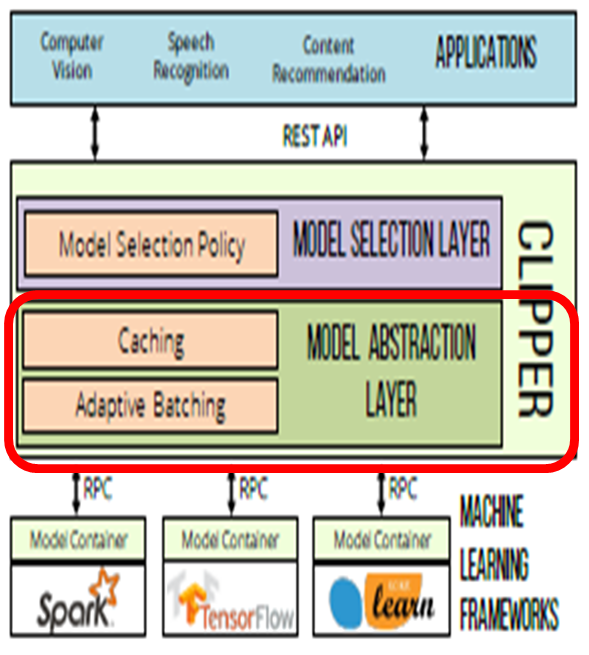 Computer
Vision
Speech
Recognition
Content
Recommendation
APPLICATIONS
REST API
Model Selection Policy
MODEL SELECTION LAYER
CLIPPER
Caching
Adaptive Batching
MODEL ABSTRACTION
LAYER
RPC
RPC
RPC
Model Container
Model Container
Model Container
Spark
TensorFlow
learn
MACHINE
LEARNING
FRAMEWORKS